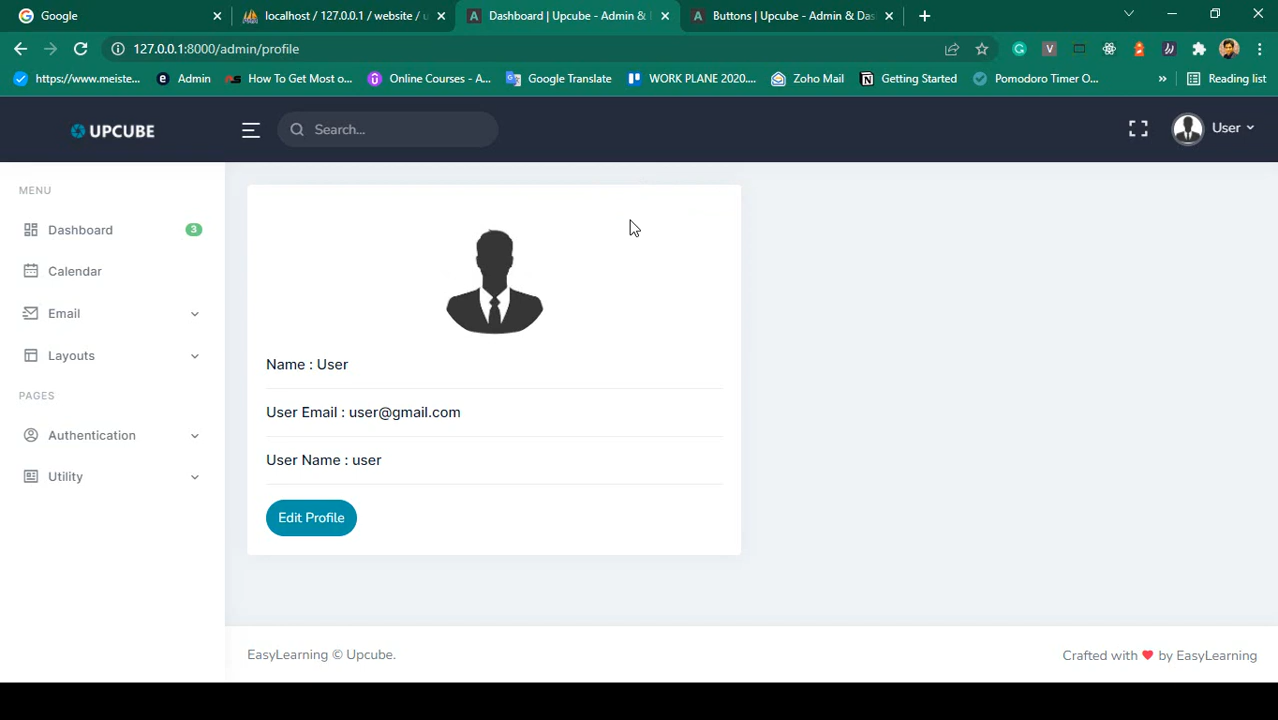 Google
localhost / 127.0.0.1 / website / u
Dashboard | Upcube - Admin &
Buttons | Upcube - Admin & Das
127.0.0.1:8000/admin/profile
https://www.meiste...
Admin
How To Get Most o...
Online Courses - A...
Google Translate
WORK PLANE 2020....
Zoho Mail
Getting Started
Pomodoro Timer O...
»
Reading list
UPCUBE
Search...
User
MENU
Dashboard
3
Calendar
Email
Layouts
PAGES
Authentication
Utility
Name : User
User Email : user@gmail.com
User Name : user
Edit Profile
EasyLearning © Upcube.
Crafted with ♥ by EasyLearning